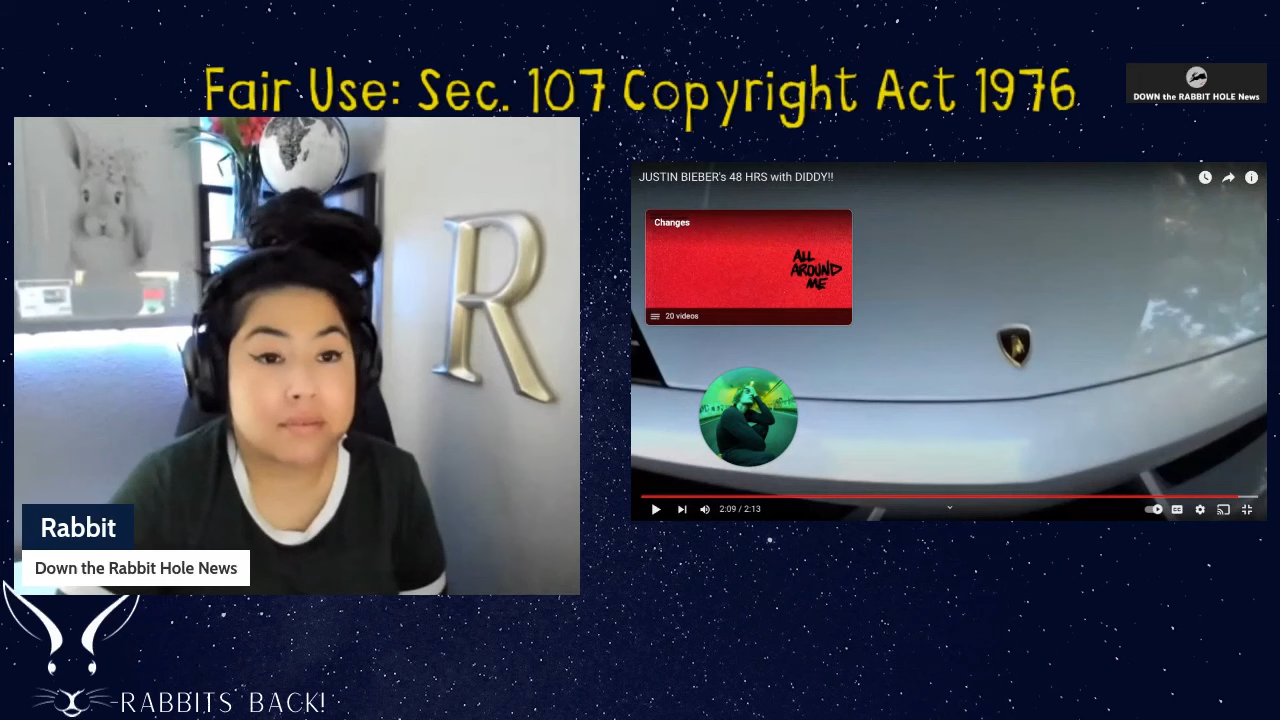 Fair Use: Sec. 107 Copyright Act 1976
DOWN the RABBIT HOLE News
JUSTIN BIEBER's 48 HRS with DIDDY!!
Changes
ALL
AROUND
ME
20 videos
R
2:09 / 2:13
CC
Rabbit
Down the Rabbit Hole News
RABBITS BACK!